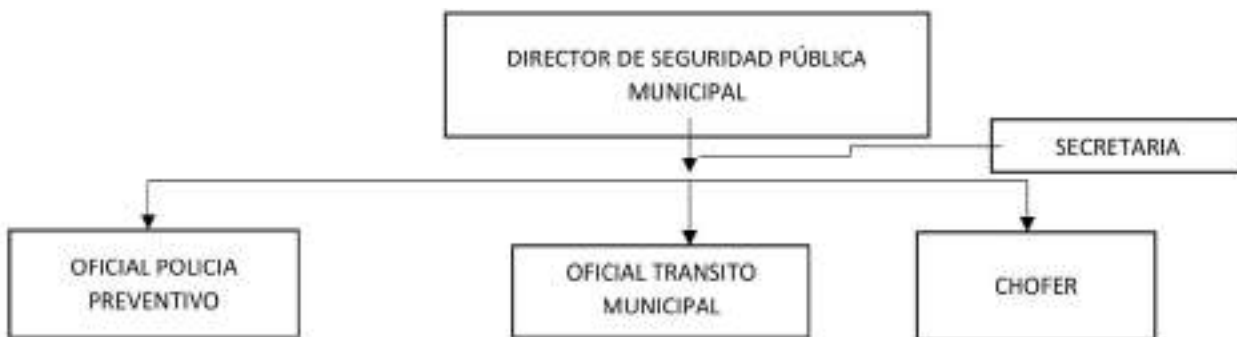 DIRECTOR DE SEGURIDAD PÚBLICA
MUNICIPAL
SECRETARIA
OFICIAL POLICIA
PREVENTIVO
OFICIAL TRANSITO
MUNICIPAL
CHOFER